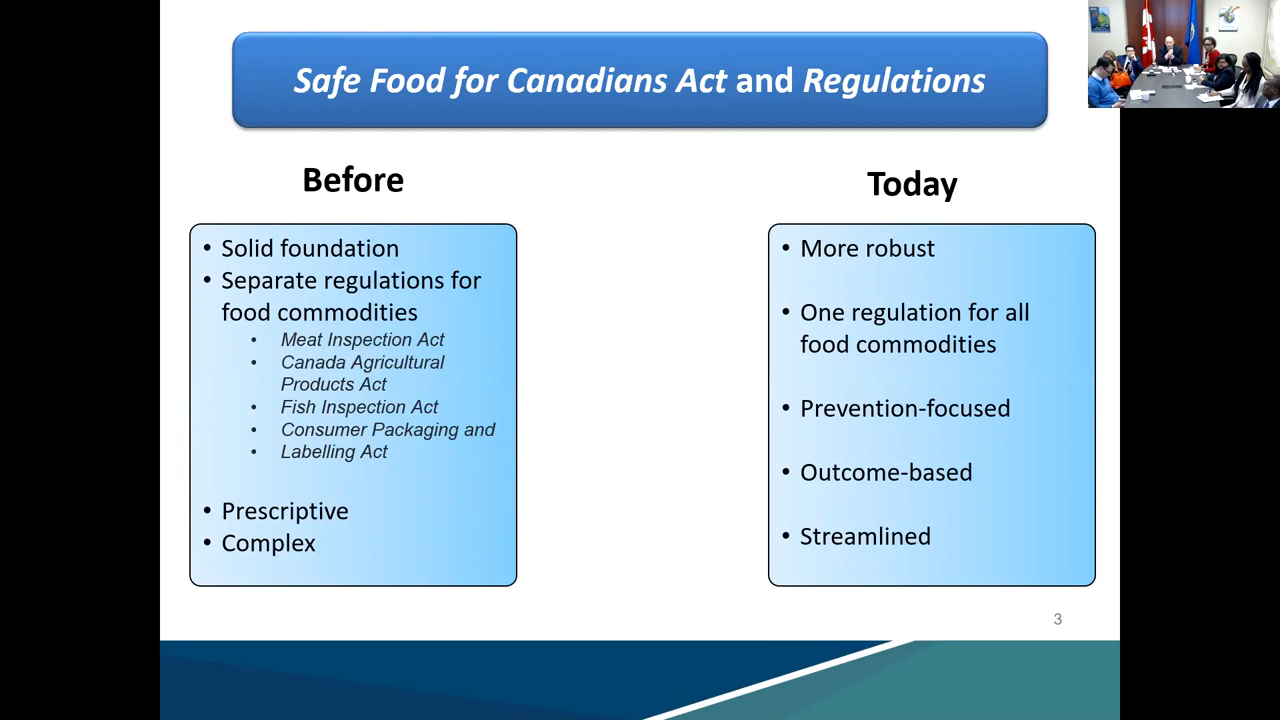 Safe Food for Canadians Act and Regulations
Before
• Solid foundation
• Separate regulations for
food commodities
• Meat Inspection Act
• Canada Agricultural
Products Act
• Fish Inspection Act
• Consumer Packaging and
• Labelling Act
• Prescriptive
• Complex
Today
• More robust
• One regulation for all
food commodities
• Prevention-focused
• Outcome-based
• Streamlined
3